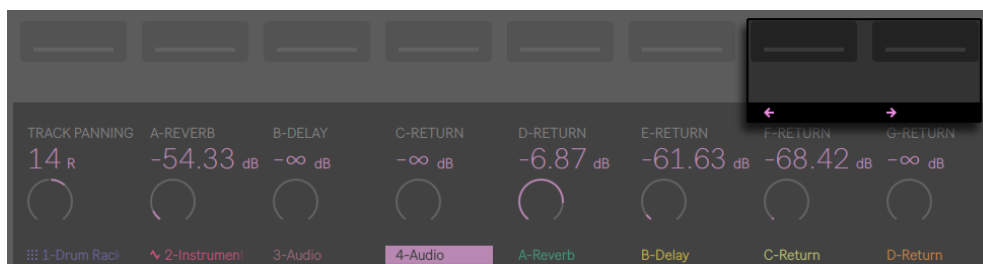 TRACK PANNING A-REVERB B-DELAY C-RETURN D-RETURN E-RETURN F-RETURN G-RETURN
14 R -54.33 dB -∞ dB -∞ dB -6.87 dB -61.63 dB -68.42 dB -∞ dB
1-Drum Rack 2-Instrument 3-Audio 4-Audio A-Reverb B-Delay C-Return D-Return